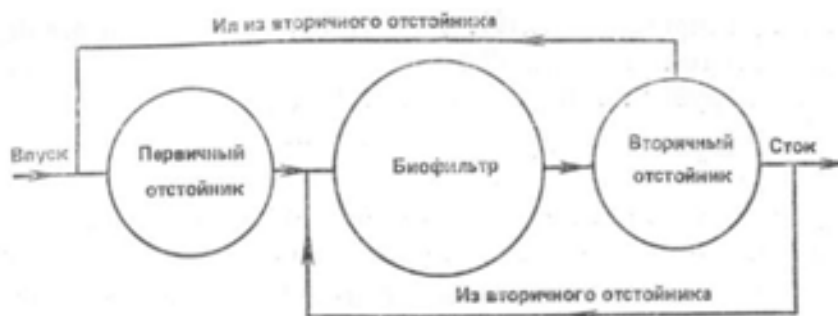 Ил из вторичного отстойника
Впуск
Первичный
отстойник
Биофильтр
Вторичный
отстойник
Сток
Из вторичного отстойника